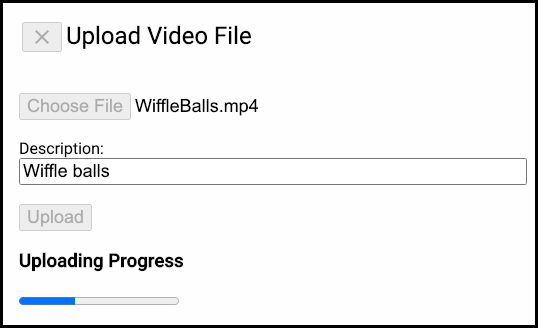 Upload Video File
Choose File WiffleBalls.mp4
Description:
Wiffle balls
Upload
Uploading Progress